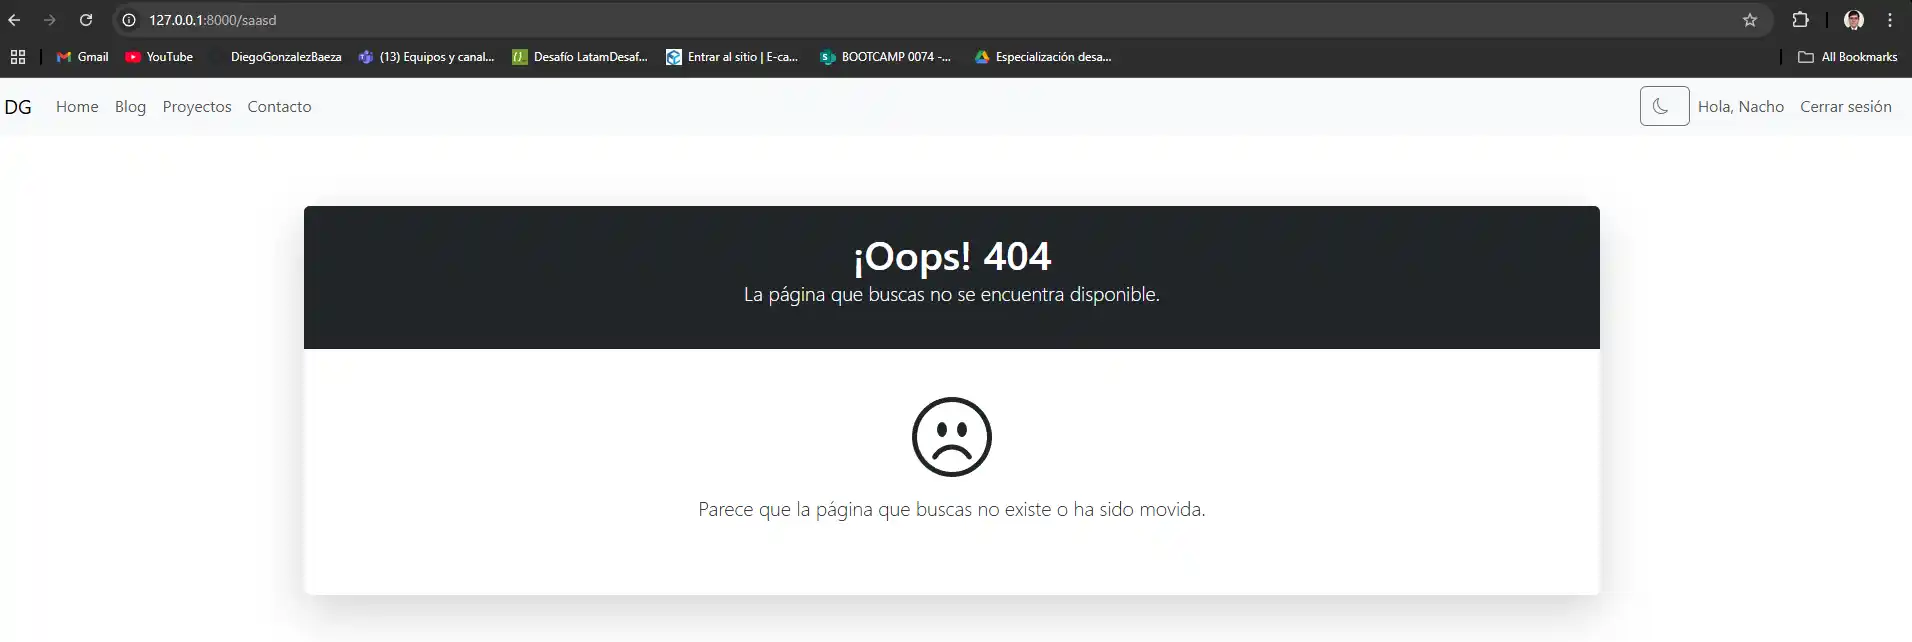 127.0.0.1:8000/saasd
Gmail YouTube DiegoGonzalezBaeza (13) Equipos y canal... Desafío LatamDesaf... Entrar al sitio | E-ca... BOOTCAMP 0074 -... Especialización desa... All Bookmarks
DG Home Blog Proyectos Contacto Hola, Nacho Cerrar sesión
¡Oops! 404
La página que buscas no se encuentra disponible.
Parece que la página que buscas no existe o ha sido movida.